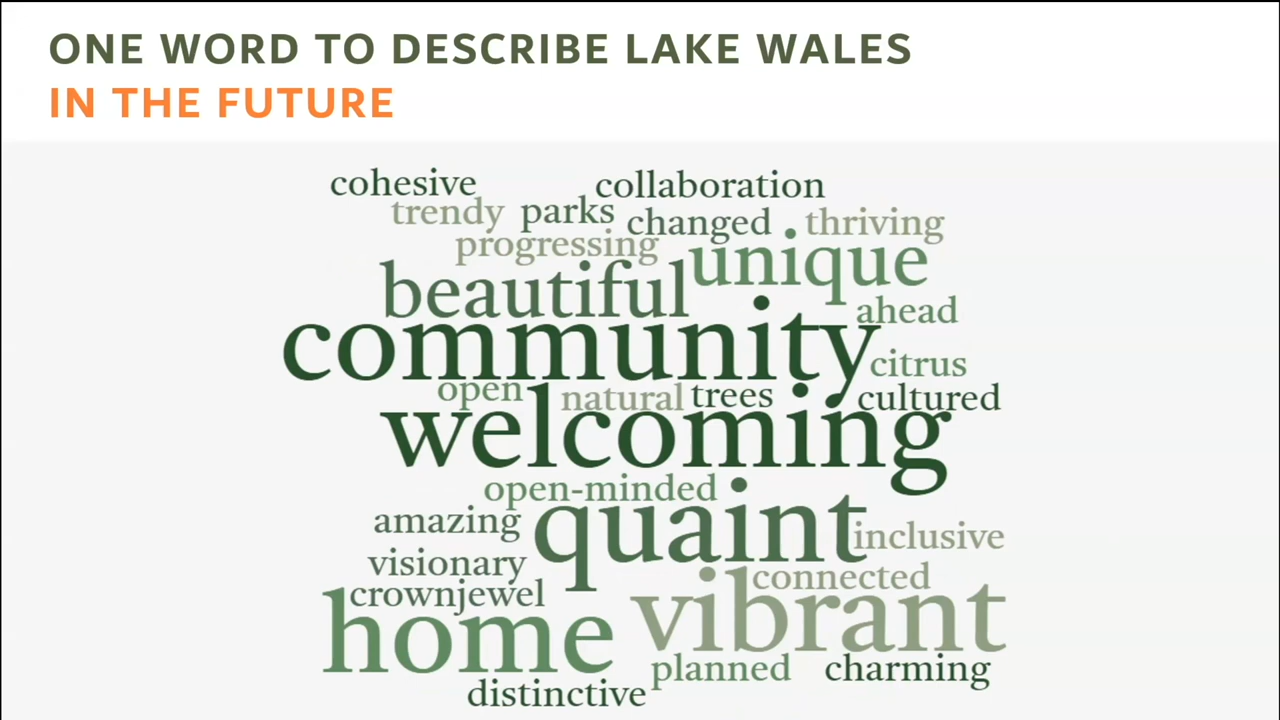 ONE WORD TO DESCRIBE LAKE WALES
IN THE FUTURE
cohesive
collaboration
trendy
parks
changed
thriving
progressing
unique
beautiful
ahead
community
citrus
open
natural
trees
cultured
welcoming
open-minded
amazing
quaint
inclusive
visionary
connected
crownjewel
vibrant
home
planned
charming
distinctive